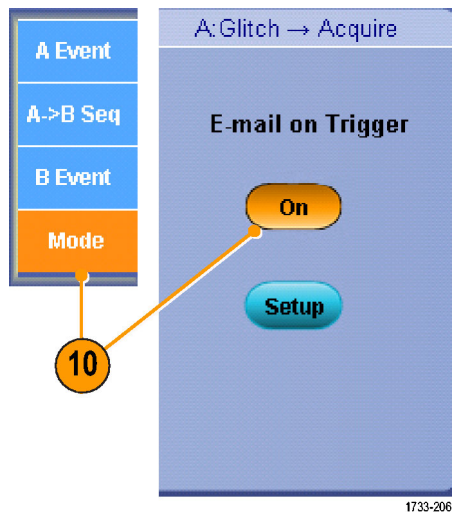 A Event
A->B Seq
B Event
Mode
10
A:Glitch → Acquire
E-mail on Trigger
On
Setup
1733-206